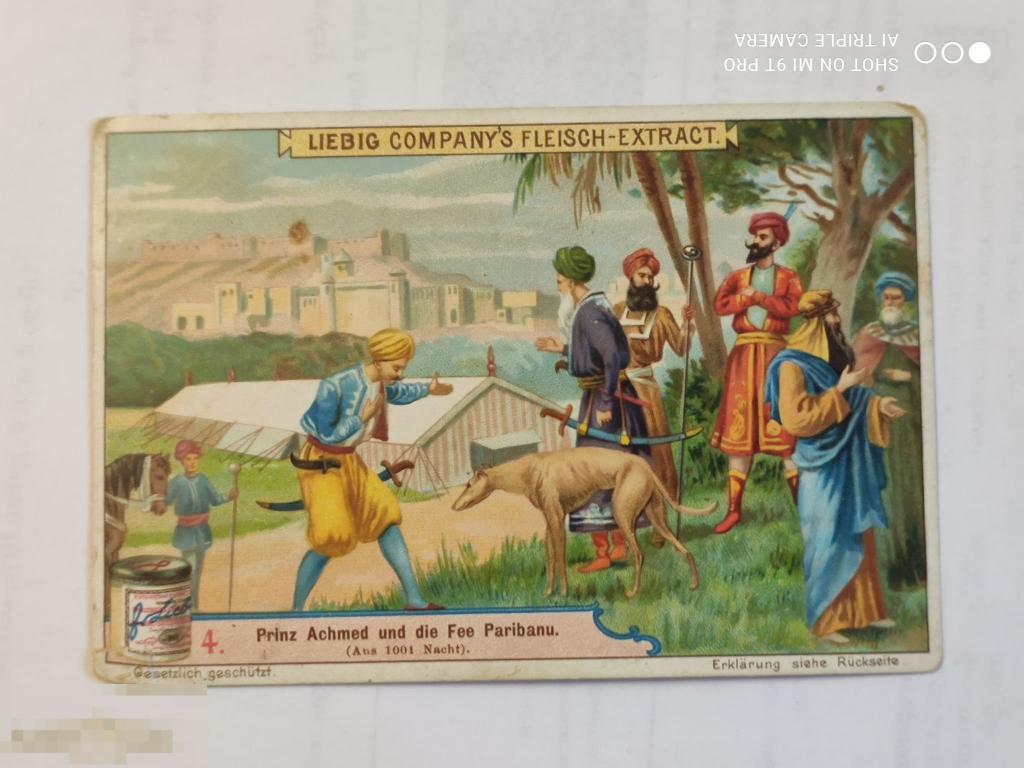 SHOT ON MI 9T PRO
AI TRIPLE CAMERA
LIEBIG COMPANY'S FLEISCH-EXTRACT.
4.
Prinz Achmed und die Fee Paribanu.
(Aus 1001 Nacht).
Gesetzlich geschützt.
Erklärung siehe Rückseite.